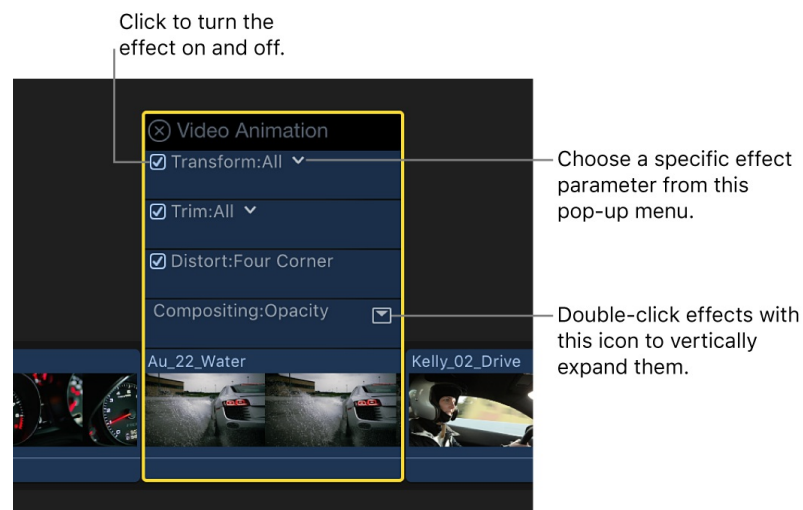 Click to turn the
effect on and off.
Video Animation
Transform:All
Choose a specific effect
parameter from this
pop-up menu.
Trim:All
Distort:Four Corner
Compositing:Opacity
Double-click effects with
this icon to vertically
expand them.
Au_22_Water
Kelly_02_Drive